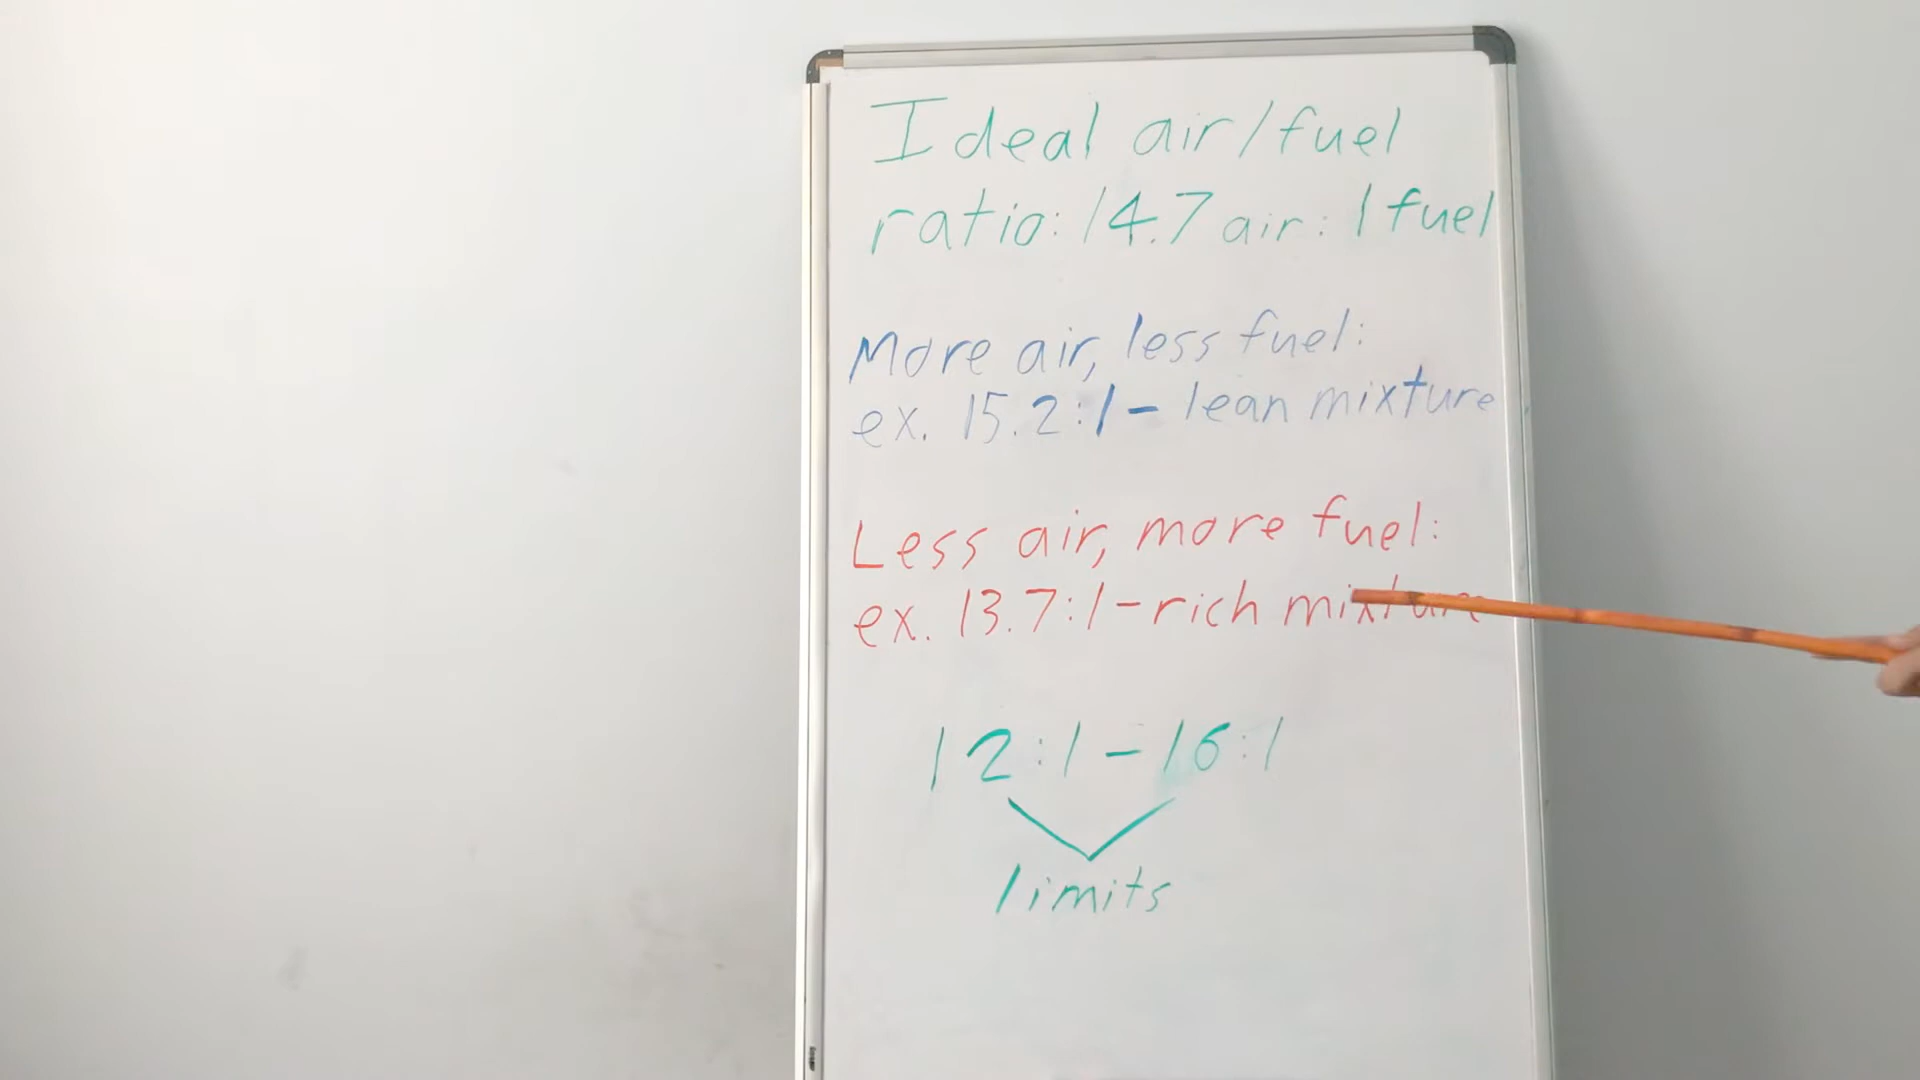 Ideal air/fuel
ratio: 14.7 air: 1 fuel
More air, less fuel:
ex. 15.2:1 - lean mixture
Less air, more fuel:
ex. 13.7:1 - rich mixture
12:1 - 16:1
limits